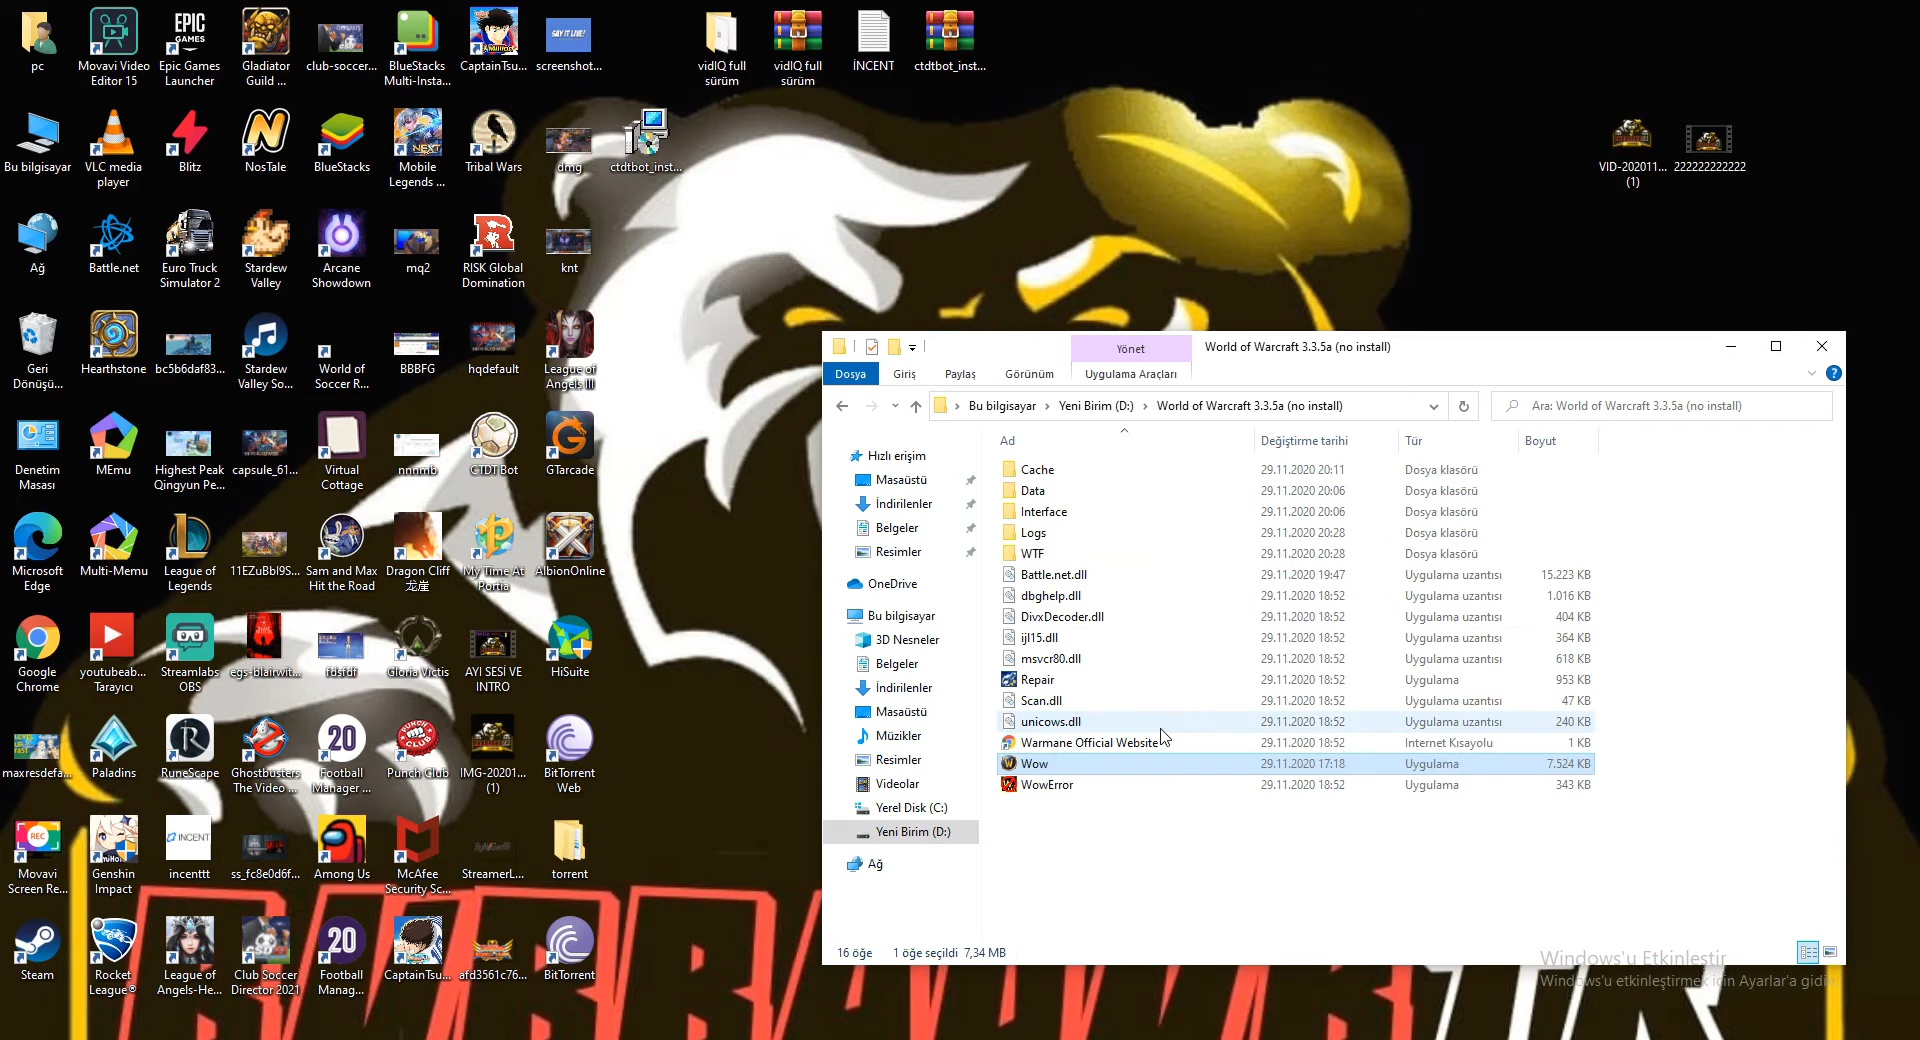 pc
Movavi Video
Editor 15
EPIC
GAMES
Epic Games
Launcher
Gladiator
Guild ...
club-soccer...
BlueStacks
Multi-Insta...
CaptainTsu...
SAY IT LIVE!
screenshot...
vidIQ full
sürüm
vidIQ full
sürüm
İNCENT
ctdtbot_inst...
Bu bilgisayar
VLC media
player
Blitz
NosTale
BlueStacks
NEXT
Mobile
Legends ...
Tribal Wars
dmg
ctdtbot_inst...
VID-202011...
(1)
222222222222
Ağ
Battle.net
Euro Truck
Simulator 2
Stardew
Valley
Arcane
Showdown
mq2
RISK Global
Domination
knt
Geri
Dönüşü...
Hearthstone
bc5b6daf83...
Stardew
Valley So...
World of
Soccer R...
BBBFG
hqdefault
League of
Angels III
Denetim
Masası
MEmu
Highest Peak
Qingyun Pe...
capsule_61...
Virtual
Cottage
nnnmb
CTDT Bot
GTarcade
Microsoft
Edge
Multi-Memu
League of
Legends
11EZuBbI9S...
Sam and Max
Hit the Road
Dragon Cliff
龙崖
My Time At
Portia
AlbionOnline
Google
Chrome
youtubeab...
Tarayıcı
Streamlabs
OBS
egs-blairwit...
fdsfdf
Gloria Victis
AYI SESİ VE
INTRO
HiSuite
maxresdefa...
Paladins
RuneScape
Ghostbusters
The Video ...
20
Football
Manager ...
PUNCH CLUB
Punch Club
IMG-20201...
(1)
BitTorrent
Web
REC
Movavi
Screen Re...
Genshin
Impact
INCENT
incenttt
ss_fc8e0d6f...
Among Us
McAfee
Security Sc...
StreamerL...
torrent
Steam
Rocket
League®
League of
Angels-He...
Club Soccer
Director 2021
20
Football
Manag...
CaptainTsu...
afd3561c76...
BitTorrent
Yönet
World of Warcraft 3.3.5a (no install)
Dosya
Giriş
Paylaş
Görünüm
Uygulama Araçları
Bu bilgisayar
Yeni Birim (D:)
World of Warcraft 3.3.5a (no install)
Ara: World of Warcraft 3.3.5a (no install)
Hızlı erişim
Masaüstü
İndirilenler
Belgeler
Resimler
OneDrive
Bu bilgisayar
3D Nesneler
Belgeler
İndirilenler
Masaüstü
Müzikler
Resimler
Videolar
Yerel Disk (C:)
Yeni Birim (D:)
Ağ
Ad Değiştirme tarihi Tür Boyut
Cache 29.11.2020 20:11 Dosya klasörü
Data 29.11.2020 20:06 Dosya klasörü
Interface 29.11.2020 20:06 Dosya klasörü
Logs 29.11.2020 20:28 Dosya klasörü
WTF 29.11.2020 20:28 Dosya klasörü
Battle.net.dll 29.11.2020 19:47 Uygulama uzantısı 15.223 KB
dbghelp.dll 29.11.2020 18:52 Uygulama uzantısı 1.016 KB
DivxDecoder.dll 29.11.2020 18:52 Uygulama uzantısı 404 KB
ijl15.dll 29.11.2020 18:52 Uygulama uzantısı 364 KB
msvcr80.dll 29.11.2020 18:52 Uygulama uzantısı 618 KB
Repair 29.11.2020 18:52 Uygulama 953 KB
Scan.dll 29.11.2020 18:52 Uygulama uzantısı 47 KB
unicows.dll 29.11.2020 18:52 Uygulama uzantısı 240 KB
Warmane Official Website 29.11.2020 18:52 Internet Kısayolu 1 KB
Wow 29.11.2020 17:18 Uygulama 7.524 KB
WowError 29.11.2020 18:52 Uygulama 343 KB
16 öğe
1 öğe seçildi 7,34 MB
Windows'u Etkinleştir
Windows'u etkinleştirmek için Ayarlar'a gidin